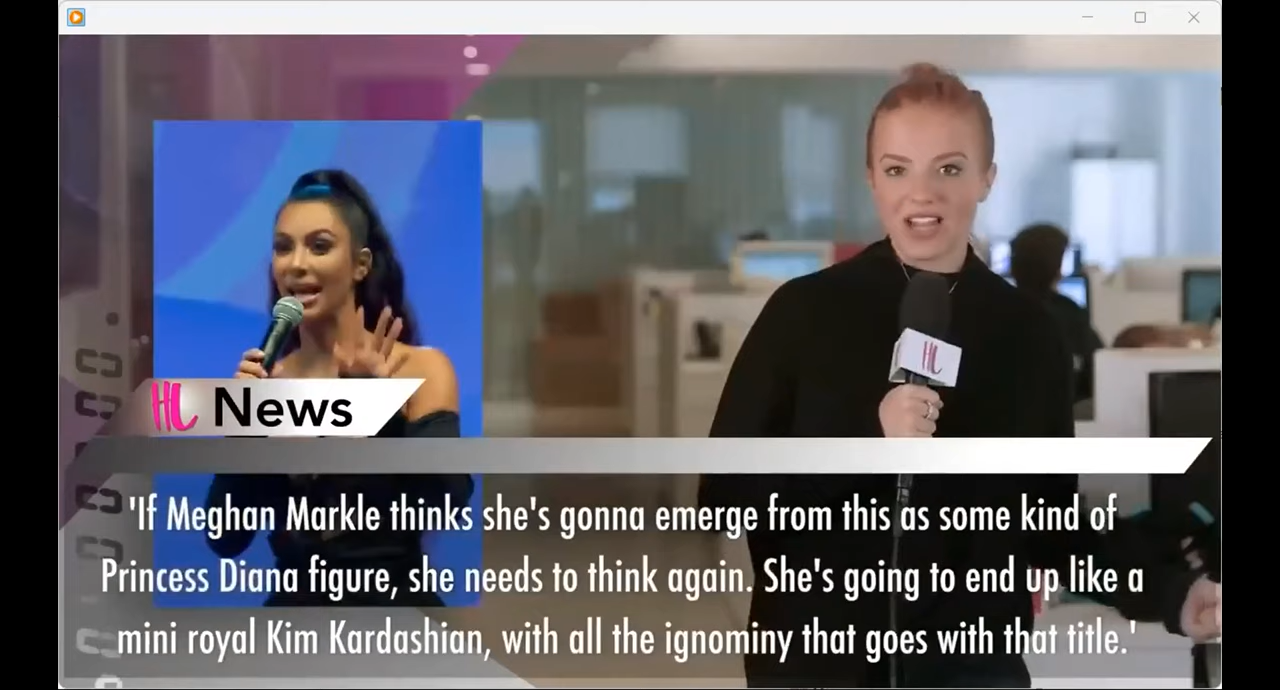 HL
HL News
'If Meghan Markle thinks she's gonna emerge from this as some kind of
Princess Diana figure, she needs to think again. She's going to end up like a
mini royal Kim Kardashian, with all the ignominy that goes with that title.'